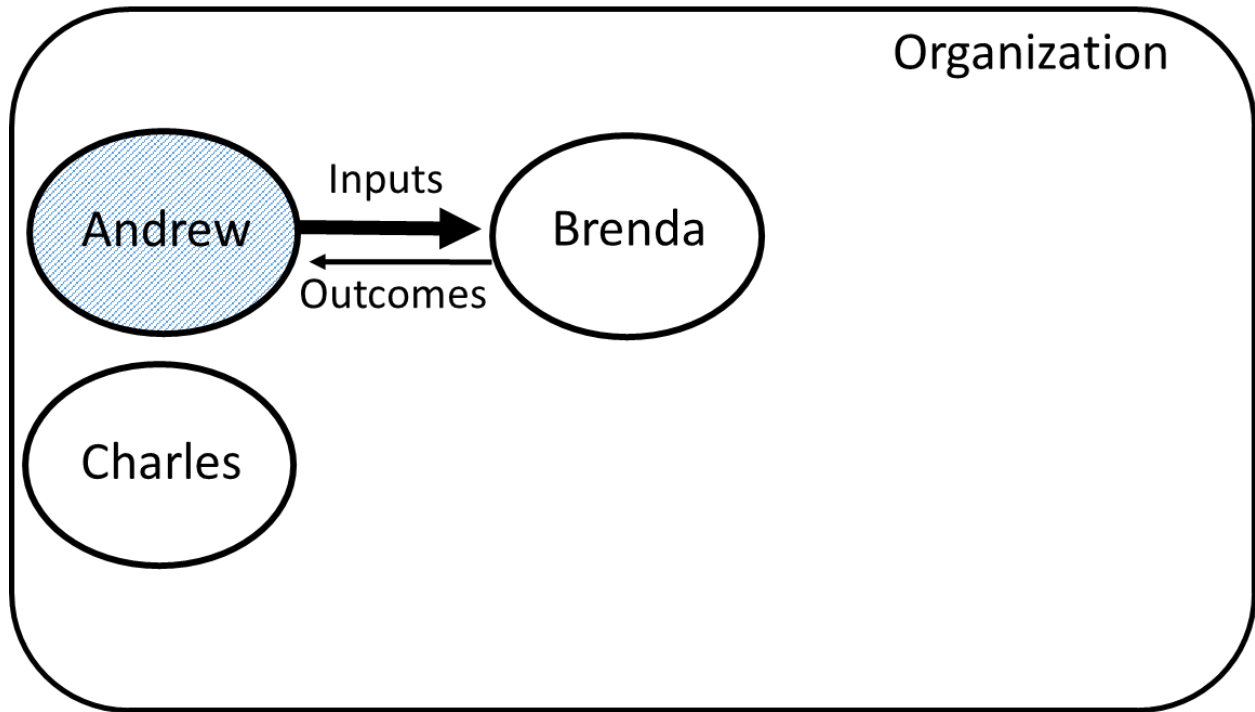 Organization
Inputs
Andrew
Brenda
Outcomes
Charles